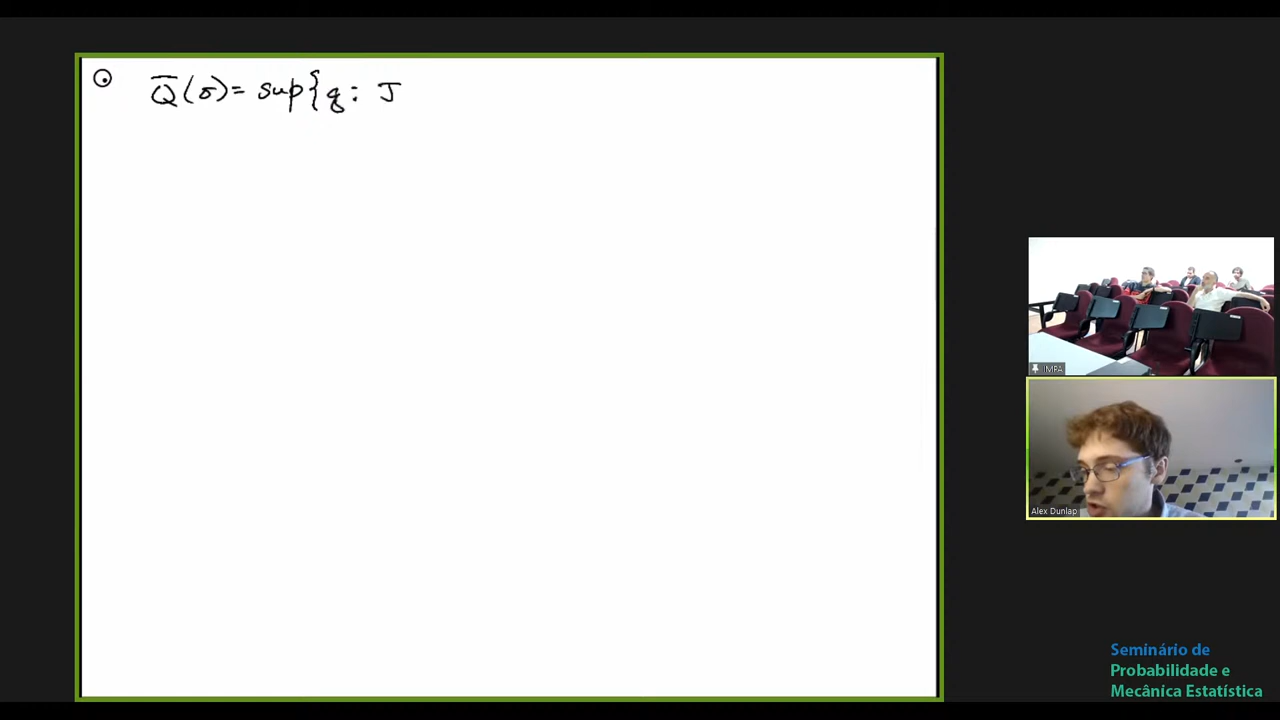 ⊙ Q̅(σ) = sup{q : J
IMPA
Alex Dunlap
Seminário de
Probabilidade e
Mecânica Estatística